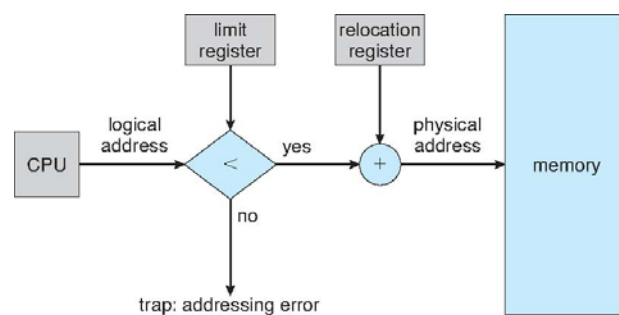 limit
register
relocation
register
logical
address
physical
address
CPU
<
yes
+
memory
no
trap: addressing error